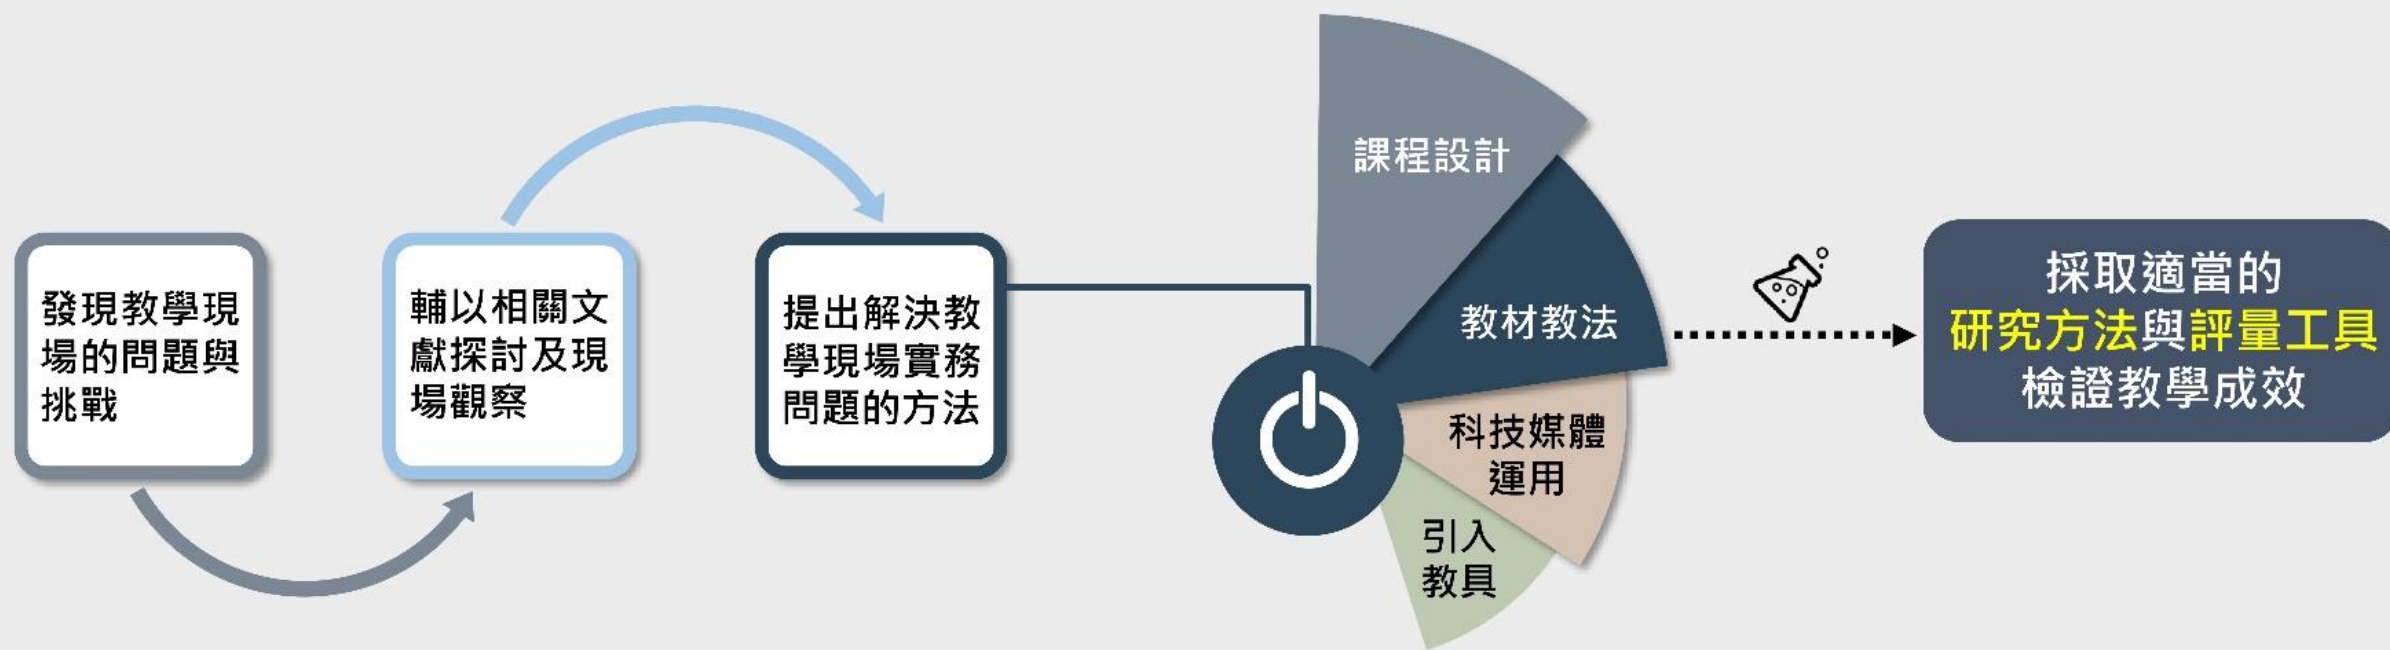 發現教學現
場的問題與
挑戰
輔以相關文
獻探討及現
場觀察
提出解決教
學現場實務
問題的方法
課程設計
教材教法
科技媒體
運用
引入
教具
採取適當的
研究方法與評量工具
檢證教學成效